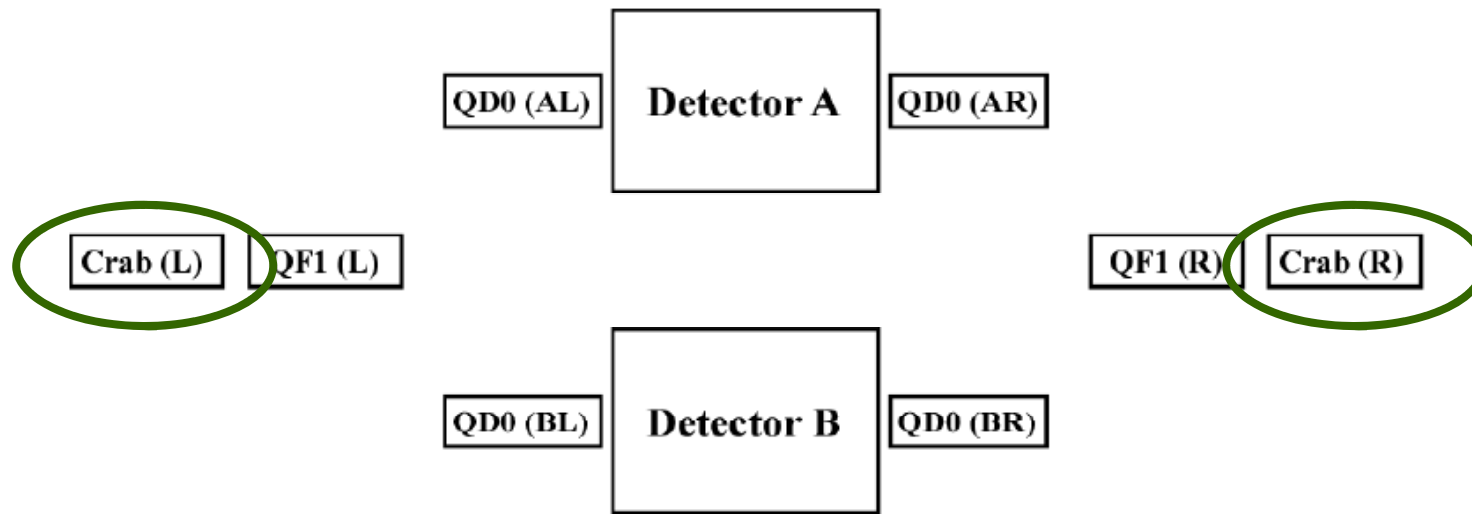 QD0 (AL)
Detector A
QD0 (AR)
Crab (L)
QF1 (L)
QF1 (R)
Crab (R)
QD0 (BL)
Detector B
QD0 (BR)